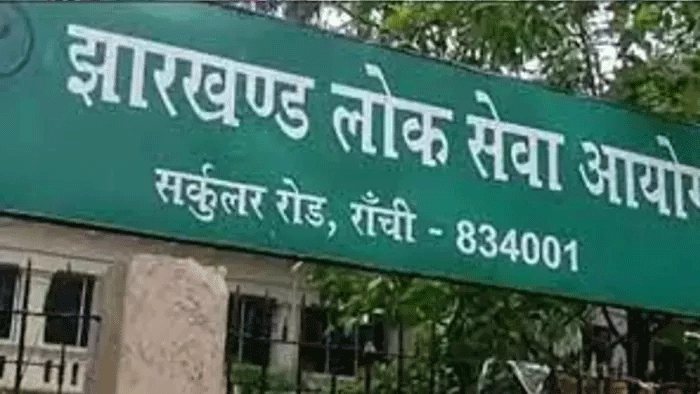 झारखण्ड लोक सेवा आयोग
सर्कुलर रोड, राँची - 834001